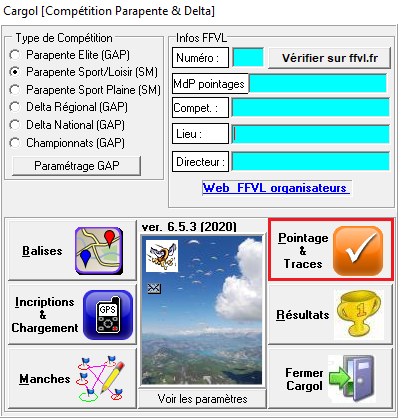 Cargol [Compétition Parapente & Delta]
Type de Compétition
Parapente Elite (GAP)
Parapente Sport/Loisir (SM)
Parapente Sport Plaine (SM)
Delta Régional (GAP)
Delta National (GAP)
Championnats (GAP)
Paramétrage GAP
Infos FFVL
Numéro :
Vérifier sur ffvl.fr
MdP pointages
Compet. :
Lieu :
Directeur :
Web FFVL organisateurs
Balises
Incriptions
&
Chargement
GPS
Manches
ver. 6.5.3 (2020)
Voir les paramètres
Pointage
&
Traces
Résultats
1
Fermer
Cargol